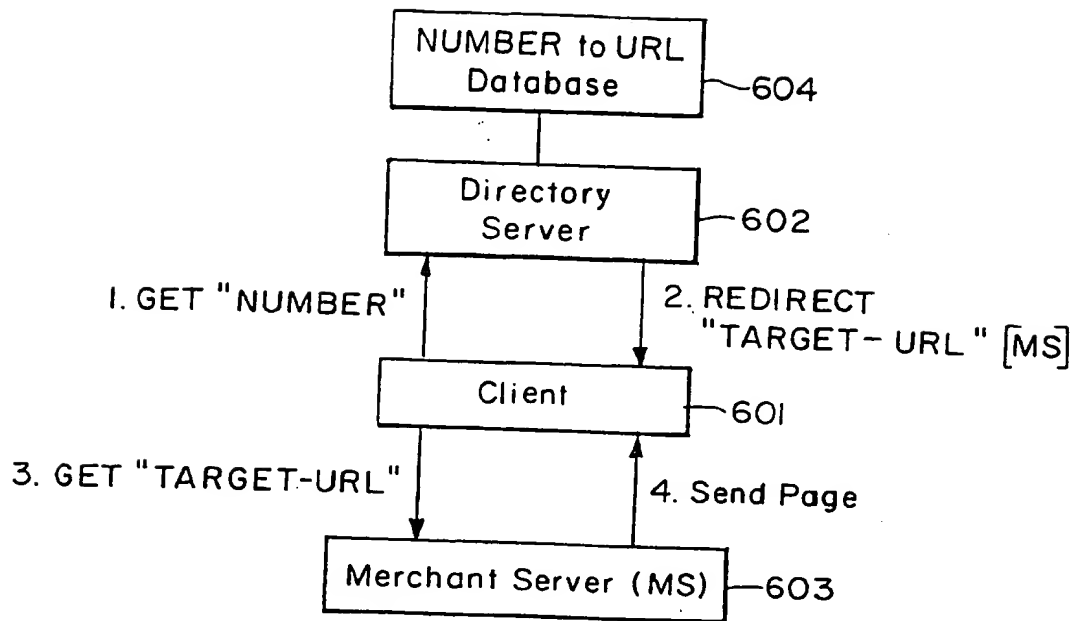 NUMBER to URL
Database
604
Directory
Server
602
1. GET "NUMBER"
2. REDIRECT
"TARGET- URL" [MS]
Client
601
3. GET "TARGET-URL"
4. Send Page
Merchant Server (MS)
603